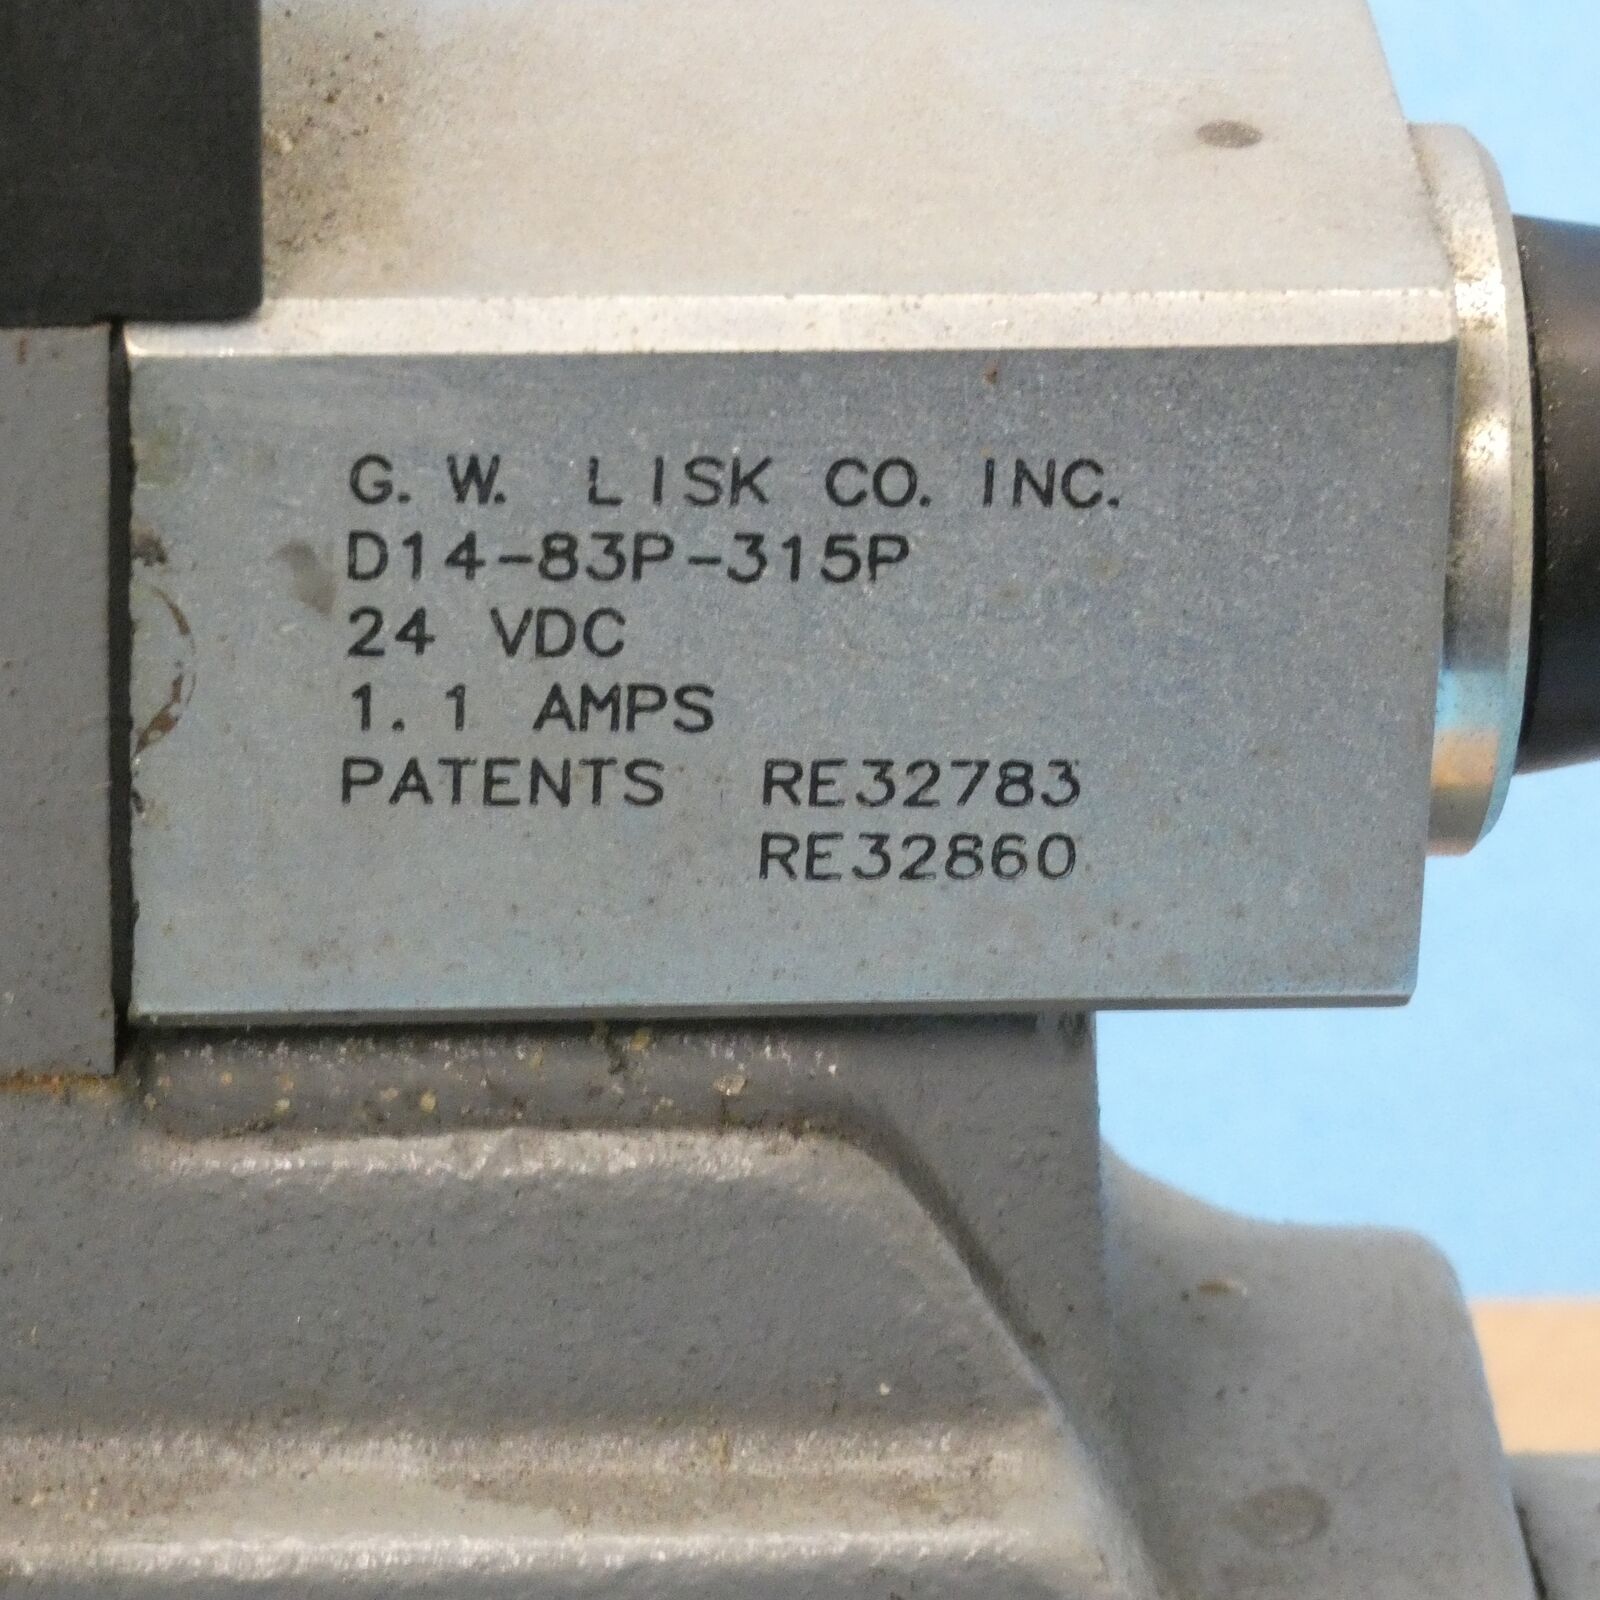 G. W. LISK CO. INC.
D14-83P-315P
24 VDC
1.1 AMPS
PATENTS RE32783
RE32860